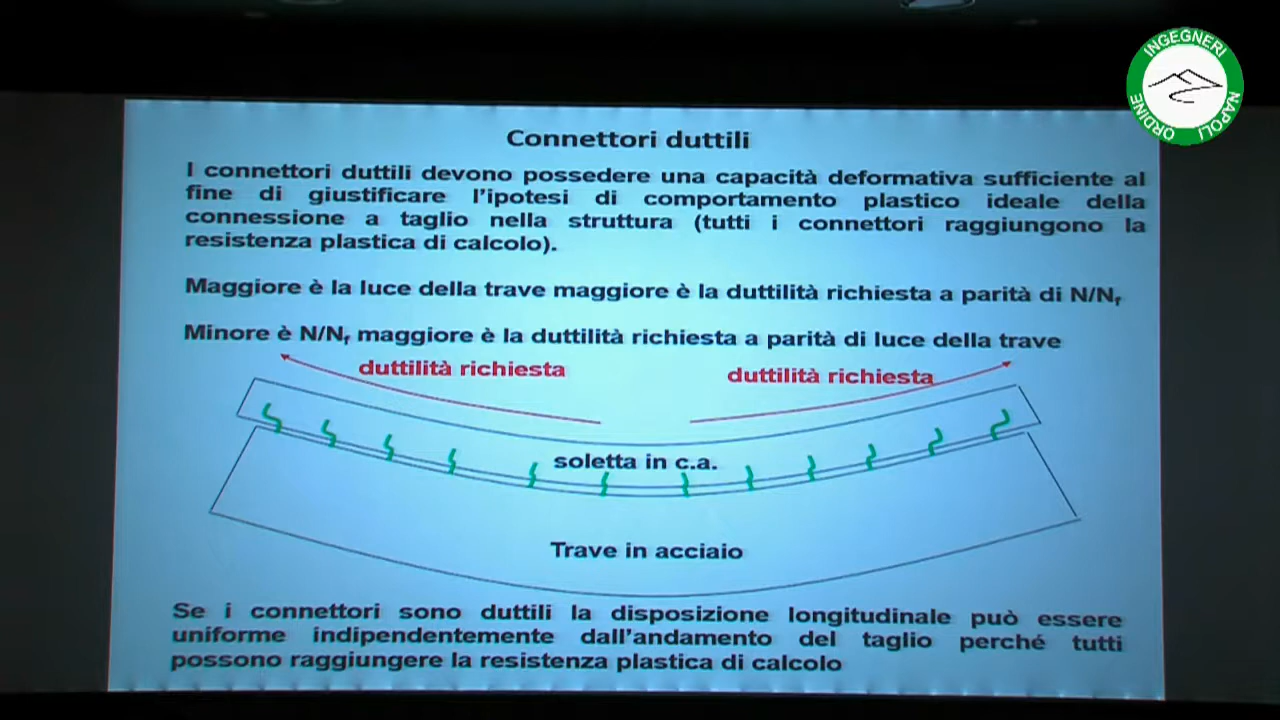 INGEGNERI
ORDINE NAPOLI
Connettori duttili
I connettori duttili devono possedere una capacità deformativa sufficiente al
fine di giustificare l'ipotesi di comportamento plastico ideale della
connessione a taglio nella struttura (tutti i connettori raggiungono la
resistenza plastica di calcolo).
Maggiore è la luce della trave maggiore è la duttilità richiesta a parità di N/Nf
Minore è N/Nf maggiore è la duttilità richiesta a parità di luce della trave
duttilità richiesta
duttilità richiesta
soletta in c.a.
Trave in acciaio
Se i connettori sono duttili la disposizione longitudinale può essere
uniforme indipendentemente dall'andamento del taglio perché tutti
possono raggiungere la resistenza plastica di calcolo